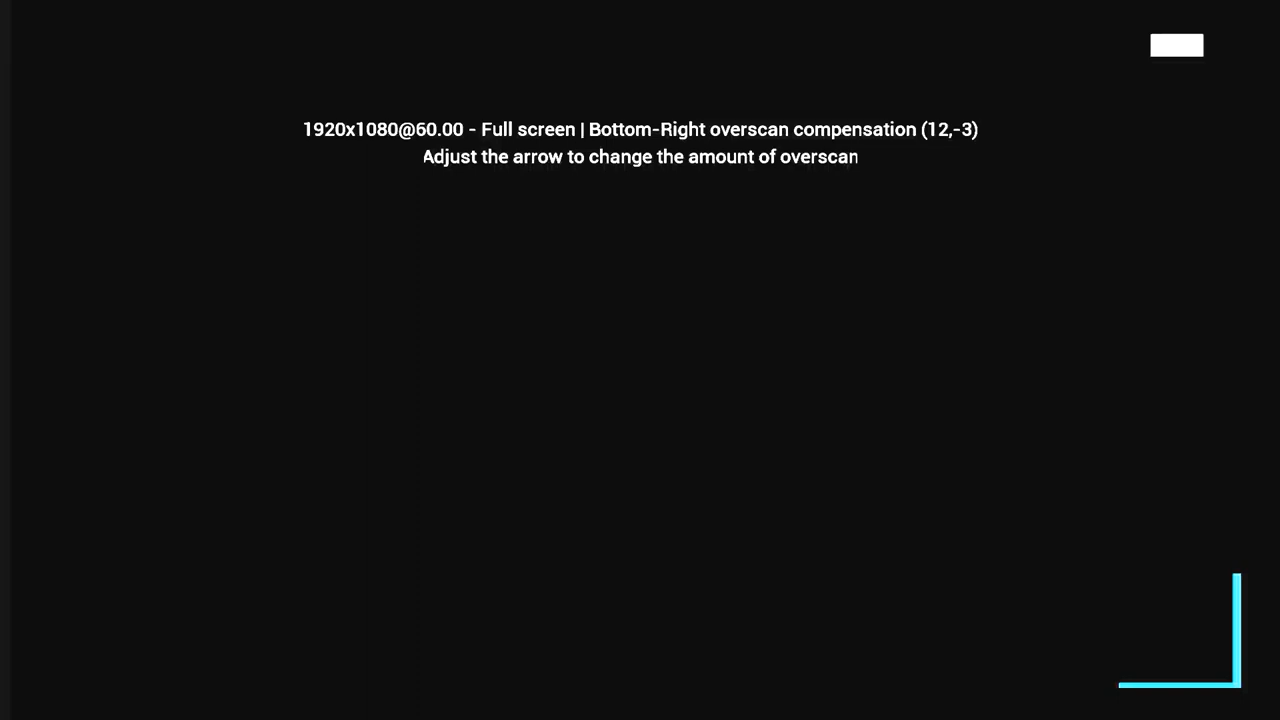 1920x1080@60.00 - Full screen | Bottom-Right overscan compensation (12,-3)
Adjust the arrow to change the amount of overscan